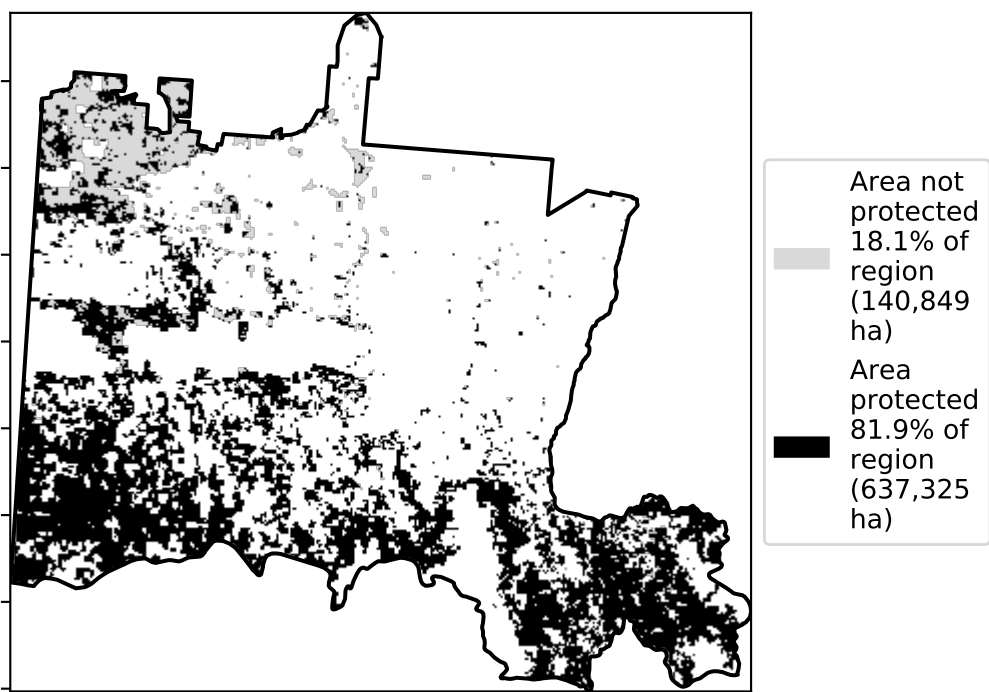 Area not
protected
18.1% of
region
(140,849
ha)
Area
protected
81.9% of
region
(637,325
ha)